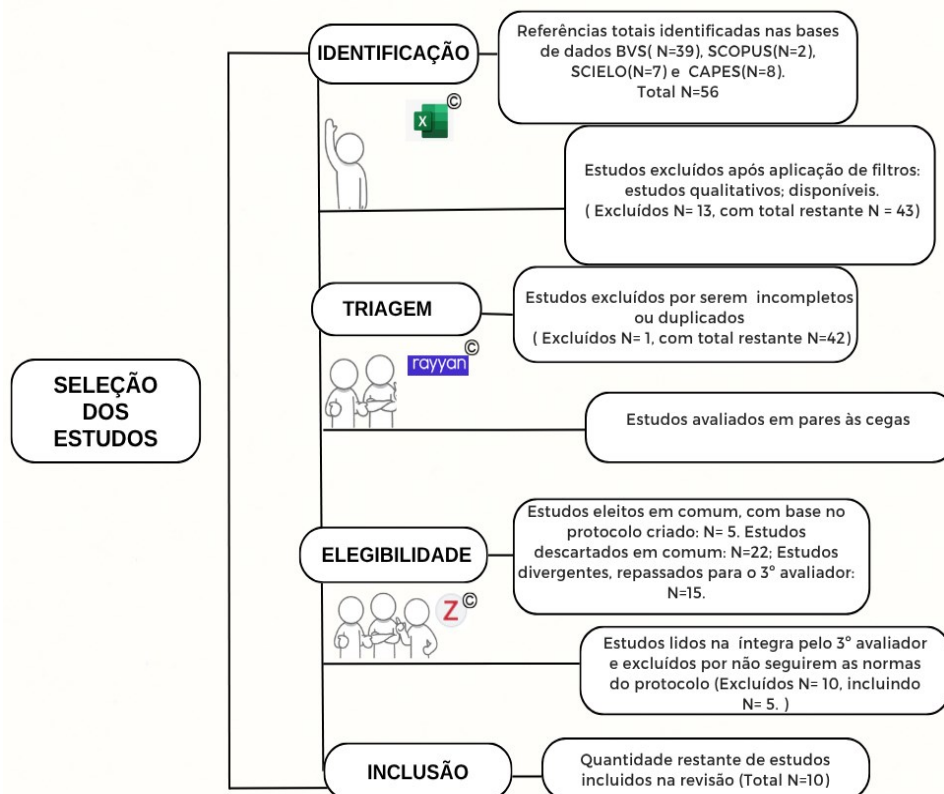 IDENTIFICAÇÃO
Referências totais identificadas nas bases
de dados BVS( N=39), SCOPUS(N=2),
SCIELO(N=7) e CAPES(N=8).
Total N=56
©
X
Estudos excluídos após aplicação de filtros:
estudos qualitativos; disponíveis.
( Excluídos N= 13, com total restante N = 43)
TRIAGEM
Estudos excluídos por serem incompletos
ou duplicados
( Excluídos N= 1, com total restante N=42)
©
rayyan
SELEÇÃO
DOS
ESTUDOS
Estudos avaliados em pares às cegas
ELEGIBILIDADE
Estudos eleitos em comum, com base no
protocolo criado: N= 5. Estudos
descartados em comum: N=22; Estudos
divergentes, repassados para o 3º avaliador:
N=15.
Z
©
Estudos lidos na íntegra pelo 3º avaliador
e excluídos por não seguirem as normas
do protocolo (Excluídos N= 10, incluindo
N= 5. )
INCLUSÃO
Quantidade restante de estudos
incluidos na revisão (Total N=10)